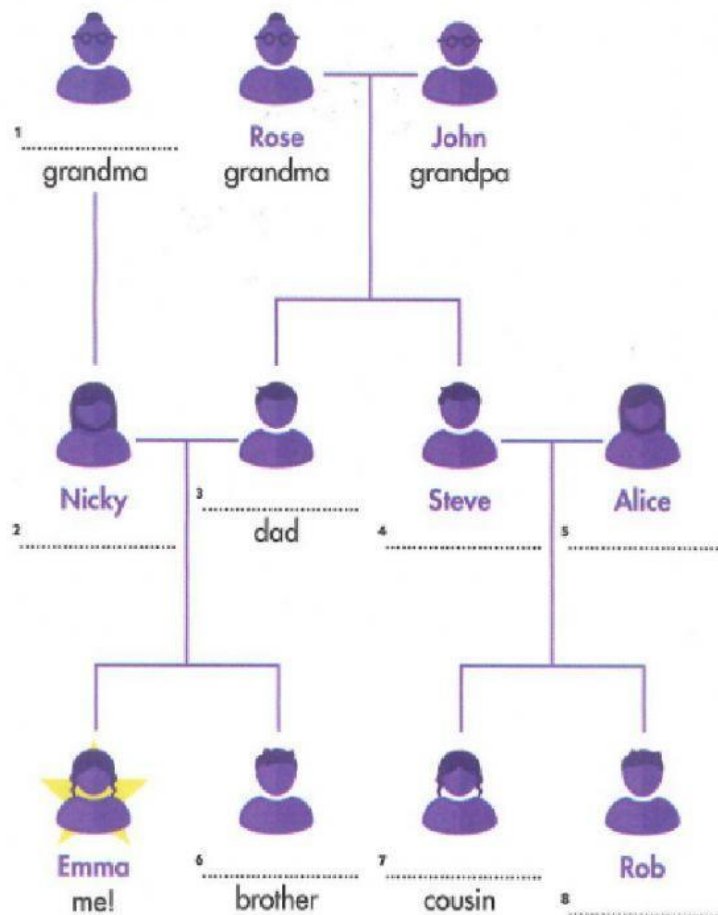 1
grandma
Rose
grandma
John
grandpa
Nicky
2
3
dad
Steve
4
Alice
5
Emma
me!
6
brother
7
cousin
Rob
8